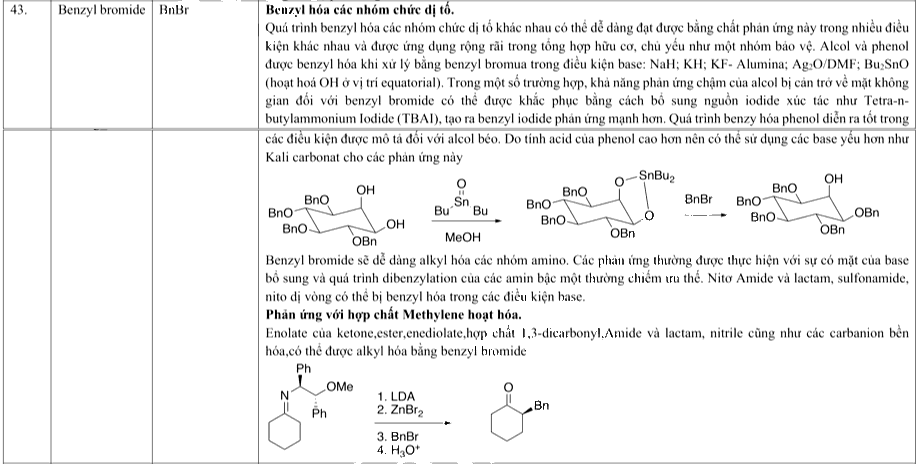 43. Benzyl bromide BnBr Benzyl hóa các nhóm chức dị tố.
Quá trình benzyl hóa các nhóm chức dị tố khác nhau có thể dễ dàng đạt được bằng chất phản ứng này trong nhiều điều
kiện khác nhau và được ứng dụng rộng rãi trong tổng hợp hữu cơ, chủ yếu như một nhóm bảo vệ. Alcol và phenol
được benzyl hóa khi xử lý bằng benzyl bromua trong điều kiện base: NaH; KH; KF- Alumina; Ag2O/DMF; Bu2SnO
(hoạt hoá OH ở vị trí equatorial). Trong một số trường hợp, khả năng phản ứng chậm của alcol bị cản trở về mặt không
gian đối với benzyl bromide có thể được khắc phục bằng cách bổ sung nguồn iodide xúc tác như Tetra-n-
butylammonium Iodide (TBAI), tạo ra benzyl iodide phản ứng mạnh hơn. Quá trình benzy hóa phenol diễn ra tốt trong
các điều kiện được mô tả đối với alcol béo. Do tính acid của phenol cao hơn nên có thể sử dụng các base yếu hơn như
Kali carbonat cho các phản ứng này
BnO
BnO
BnO
OH
OH
OBn
O
Sn
Bu Bu
MeOH
BnO
BnO
BnO
O
SnBu2
O
OBn
BnBr
BnO
BnO
BnO
OH
OBn
OBn
Benzyl bromide sẽ dễ dàng alkyl hóa các nhóm amino. Các phản ứng thường được thực hiện với sự có mặt của base
bổ sung và quá trình dibenzylation của các amin bậc một thường chiếm ưu thế. Nitơ Amide và lactam, sulfonamide,
nito dị vòng có thể bị benzyl hóa trong các điều kiện base.
Phản ứng với hợp chất Methylene hoạt hóa.
Enolate của ketone,ester,enediolate,hợp chất 1,3-dicarbonyl,Amide và lactam, nitrile cũng như các carbanion bền
hóa,có thể được alkyl hóa bằng benzyl bromide
Ph
OMe
N
Ph
1. LDA
2. ZnBr2
3. BnBr
4. H3O+
O
Bn